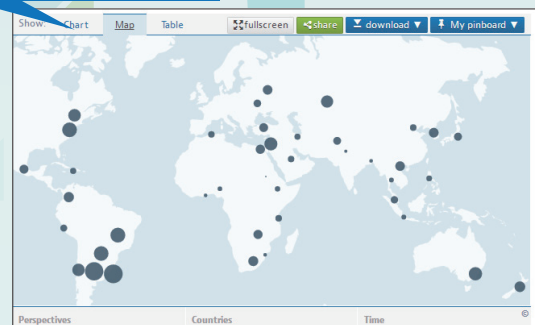 Show: Chart Map Table fullscreen share download ▼ My pinboard ▼
Perspectives Countries Time ©